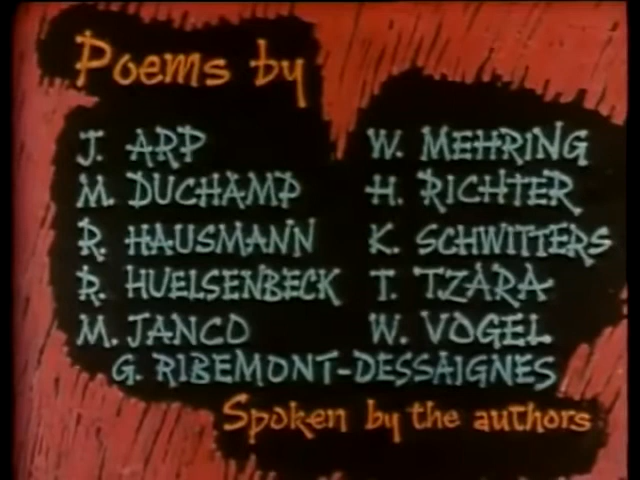 Poems by
J. ARP
M. DUCHAMP
R. HAUSMANN
R. HUELSENBECK
M. JANCO
W. MEHRING
H. RICHTER
K. SCHWITTERS
T. TZARA
W. VOGEL
G. RIBEMONT-DESSAIGNES
Spoken by the authors